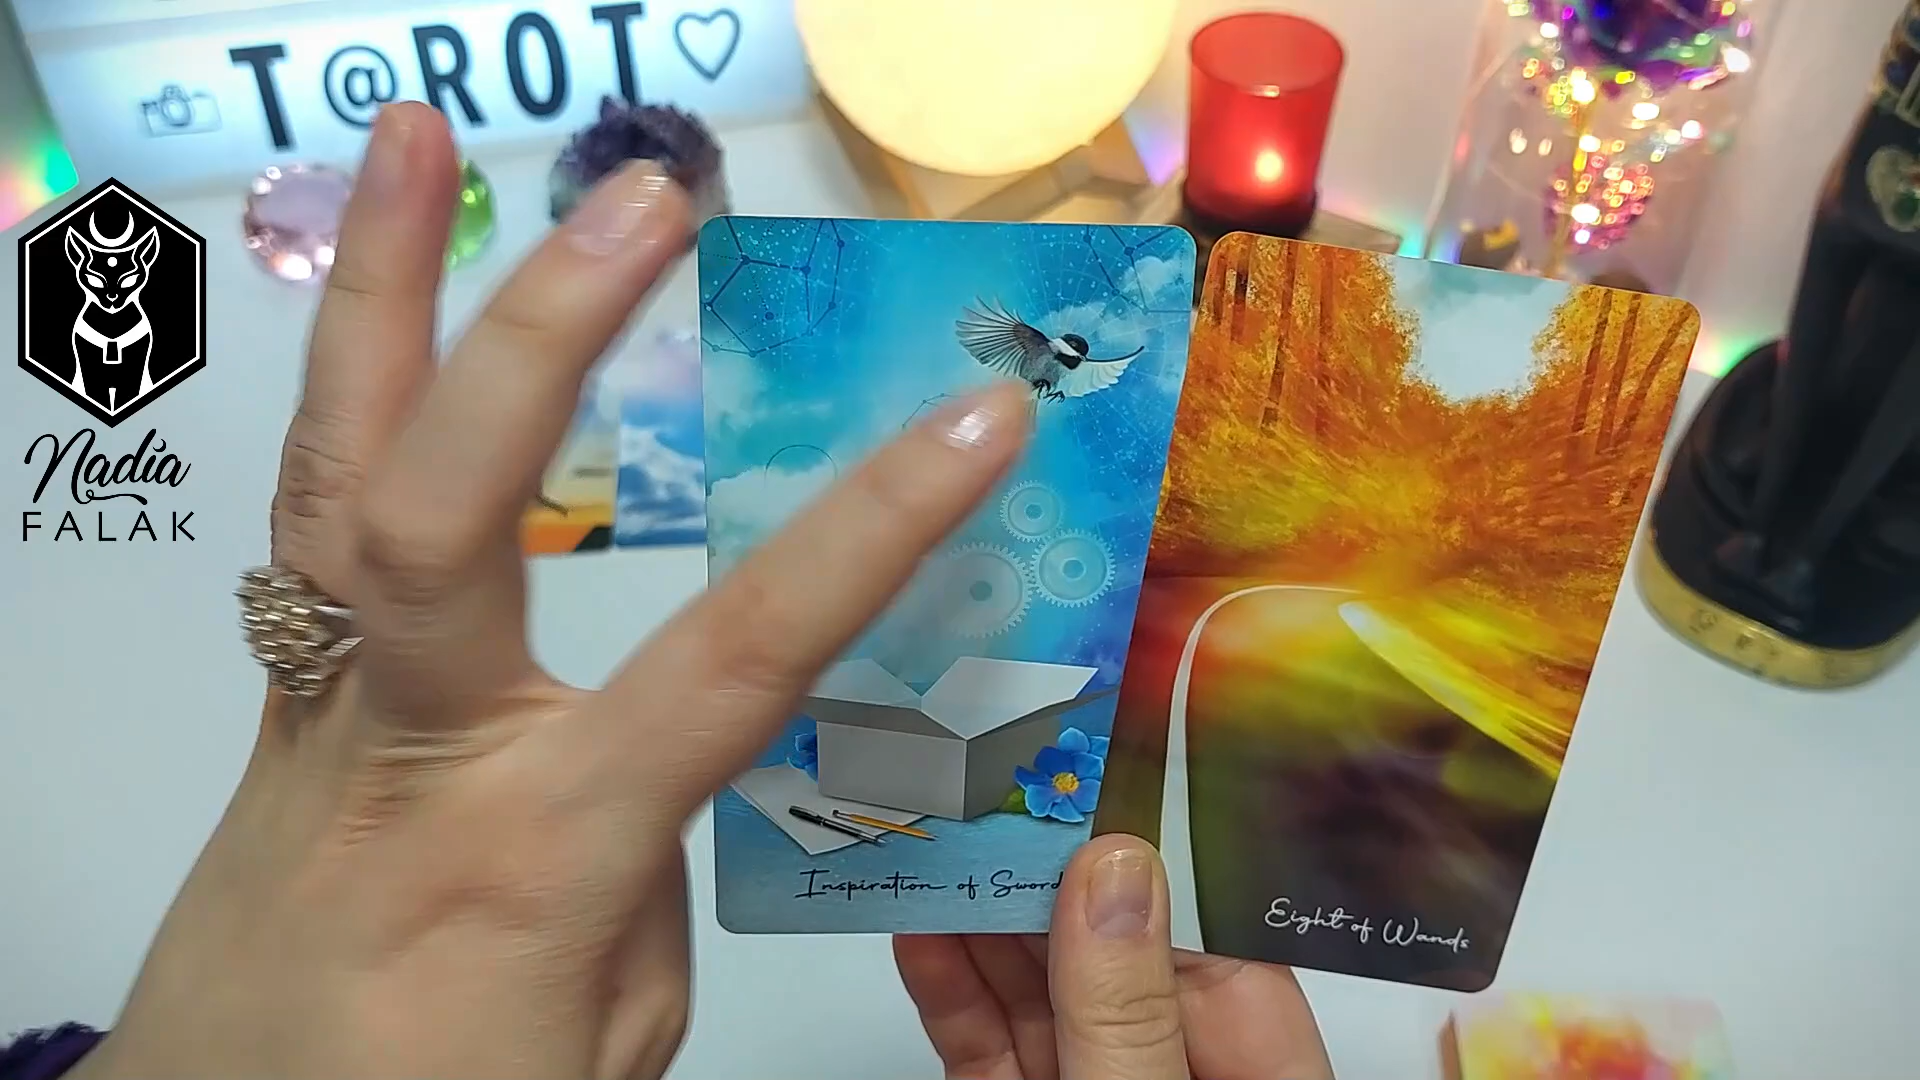 T@ROT
Nadia
FALAK
Inspiration of Sword
Eight of Wands